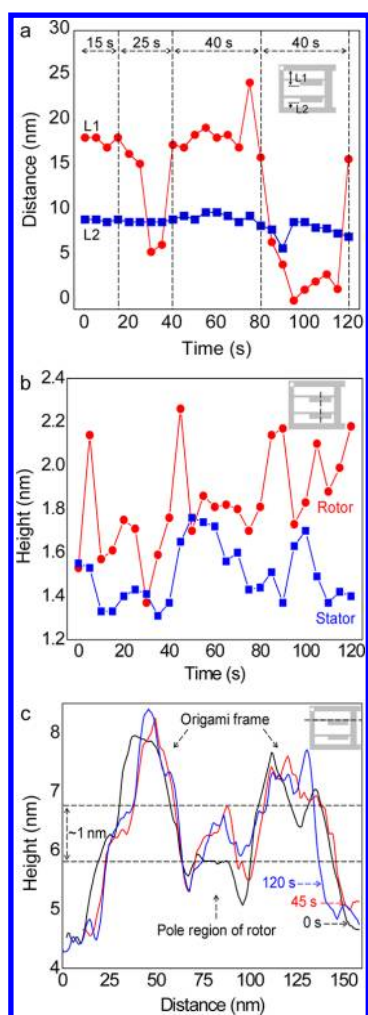 a
15 s 25 s 40 s 40 s
30
25
20
15
10
5
0
Distance (nm)
L1
L2
L1
L2
0 20 40 60 80 100 120
Time (s)
b
2.4
2.2
2.0
1.8
1.6
1.4
1.2
Height (nm)
Rotor
Stator
0 20 40 60 80 100 120
Time (s)
c
8
7
6
5
4
Height (nm)
Origami frame
~1 nm
120 s
45 s
0 s
Pole region of rotor
0 25 50 75 100 125 150
Distance (nm)